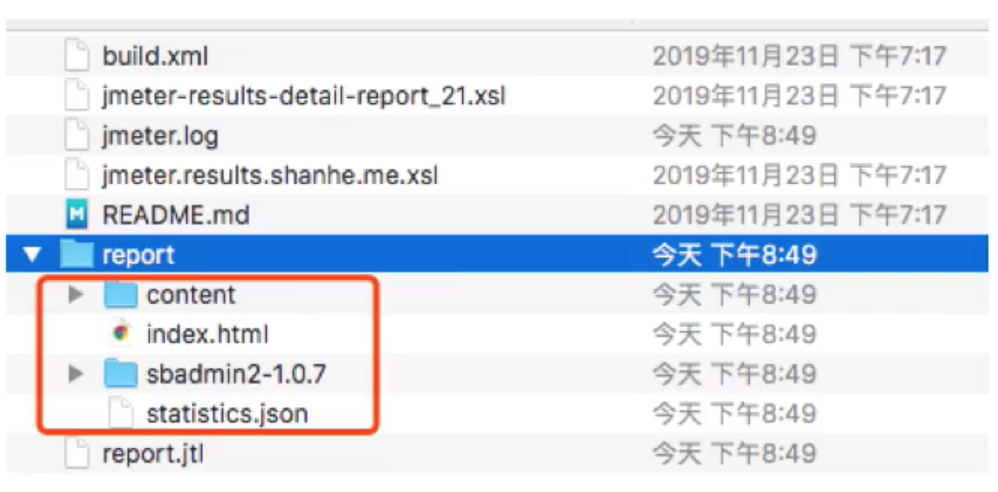 build.xml 2019年11月23日 下午7:17
jmeter-results-detail-report_21.xsl 2019年11月23日 下午7:17
jmeter.log 今天 下午8:49
jmeter.results.shanhe.me.xsl 2019年11月23日 下午7:17
README.md 2019年11月23日 下午7:17
report 今天 下午8:49
content 今天 下午8:49
index.html 今天 下午8:49
sbadmin2-1.0.7 今天 下午8:49
statistics.json 今天 下午8:49
report.jtl 今天 下午8:49